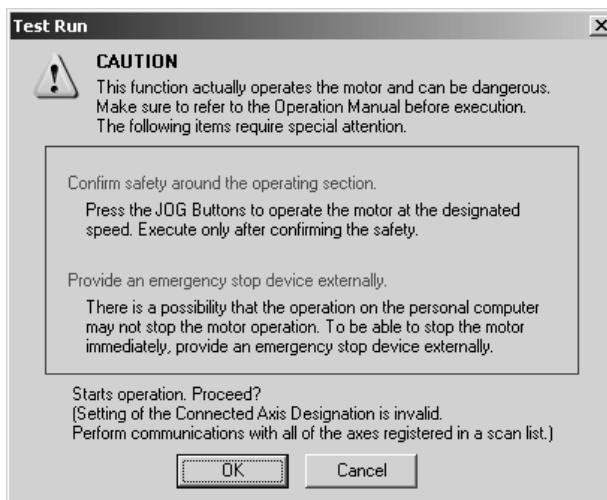 Test Run
CAUTION
This function actually operates the motor and can be dangerous.
Make sure to refer to the Operation Manual before execution.
The following items require special attention.
Confirm safety around the operating section.
Press the JOG Buttons to operate the motor at the designated
speed. Execute only after confirming the safety.
Provide an emergency stop device externally.
There is a possibility that the operation on the personal computer
may not stop the motor operation. To be able to stop the motor
immediately, provide an emergency stop device externally.
Starts operation. Proceed?
(Setting of the Connected Axis Designation is invalid.
Perform communications with all of the axes registered in a scan list.)
OK Cancel